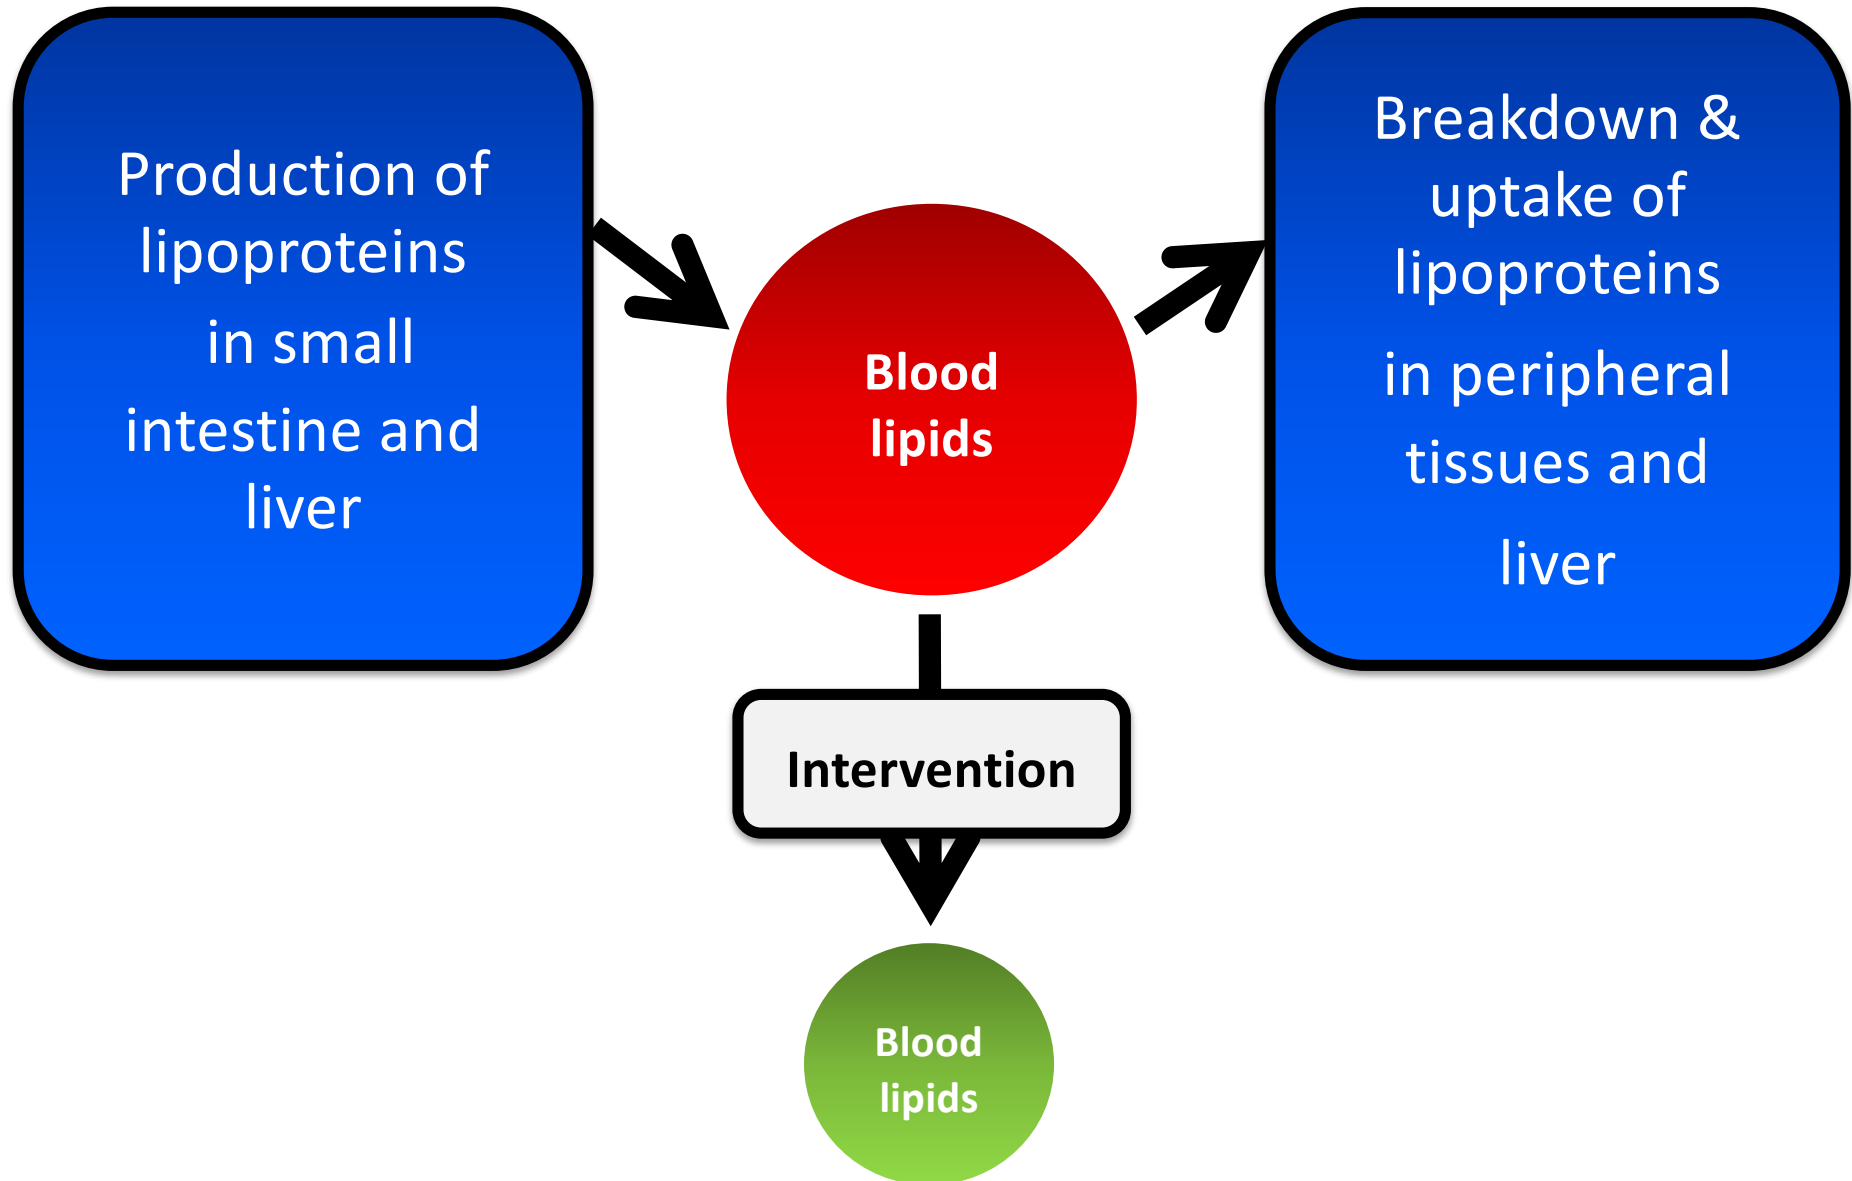 Production of
lipoproteins
in small
intestine and
liver
Blood
lipids
Breakdown &
uptake of
lipoproteins
in peripheral
tissues and
liver
Intervention
Blood
lipids